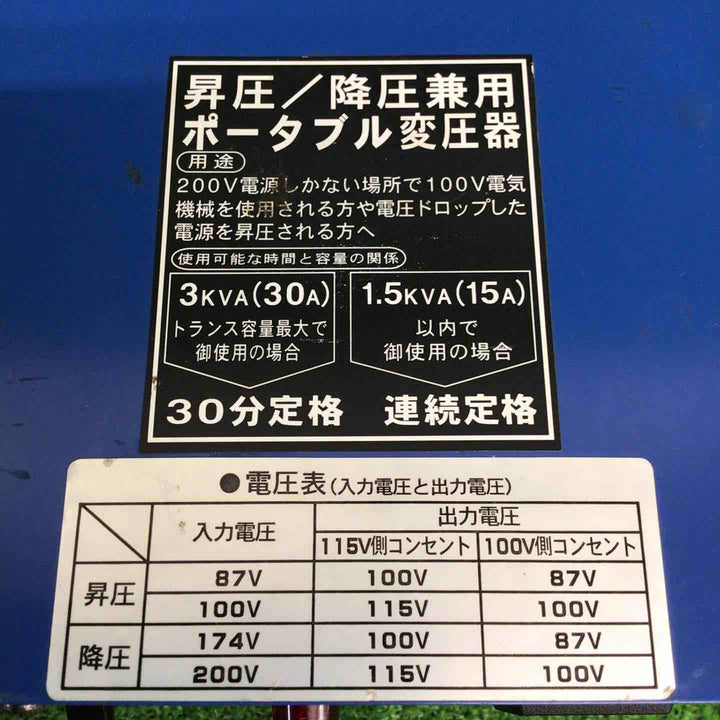 昇圧／降圧兼用
ポータブル変圧器
用途
200V電源しかない場所で100V電気
機械を使用される方や電圧ドロップした
電源を昇圧される方へ
使用可能な時間と容量の関係
3KVA(30A)
トランス容量最大で
御使用の場合
30分定格
1.5KVA(15A)
以内で
御使用の場合
連続定格
●電圧表(入力電圧と出力電圧)
入力電圧 出力電圧
115V側コンセント 100V側コンセント
昇圧 87V 100V 87V
100V 115V 100V
降圧 174V 100V 87V
200V 115V 100V